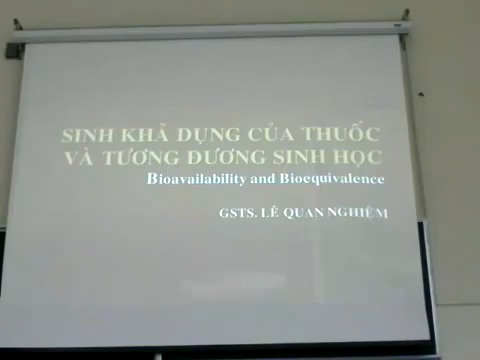 SINH KHẢ DỤNG CỦA THUỐC
VÀ TƯƠNG ĐƯƠNG SINH HỌC
Bioavailability and Bioequivalence
GSTS. LÊ QUAN NGHIỆM